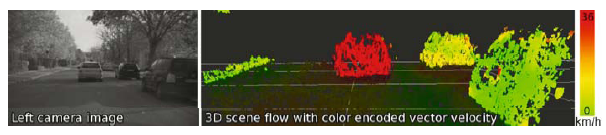 36
Left camera image
3D scene flow with color encoded vector velocity
0
km/h